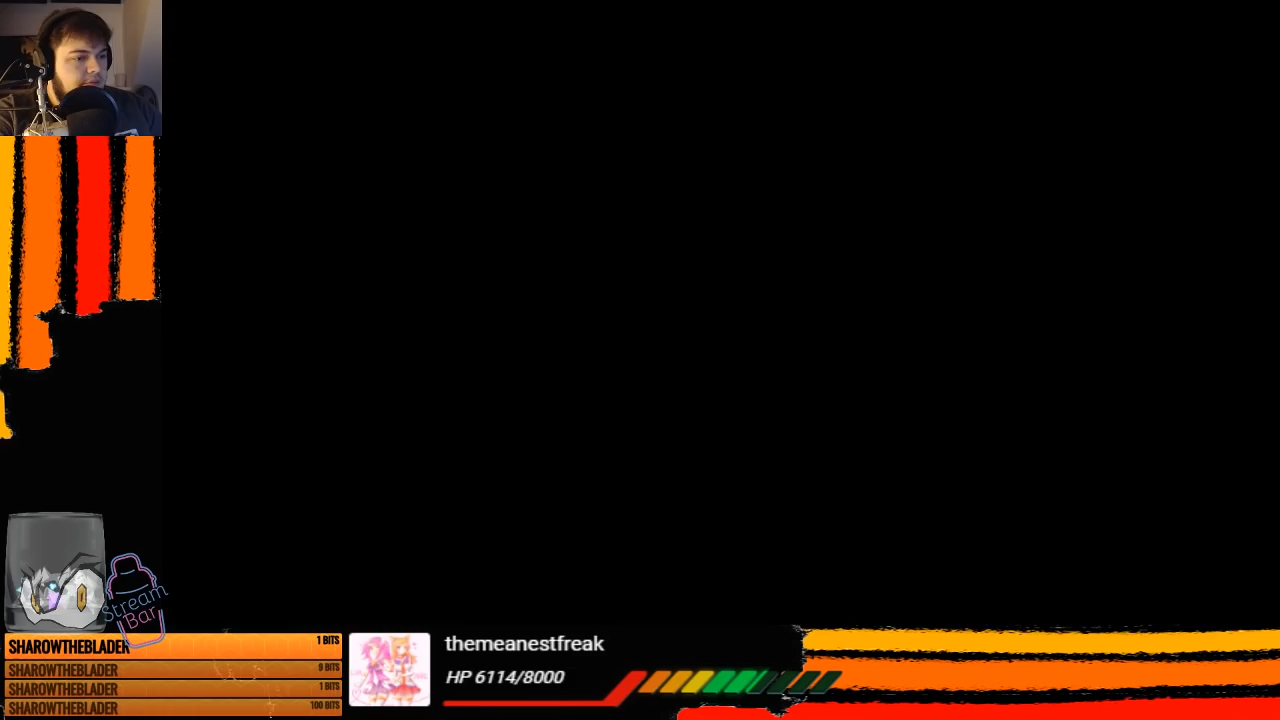 Stream
Bar
SHAROWTHEBLADER 1 BITS
SHAROWTHEBLADER 9 BITS
SHAROWTHEBLADER 1 BITS
SHAROWTHEBLADER 100 BITS
themeanestfreak
HP 6114/8000